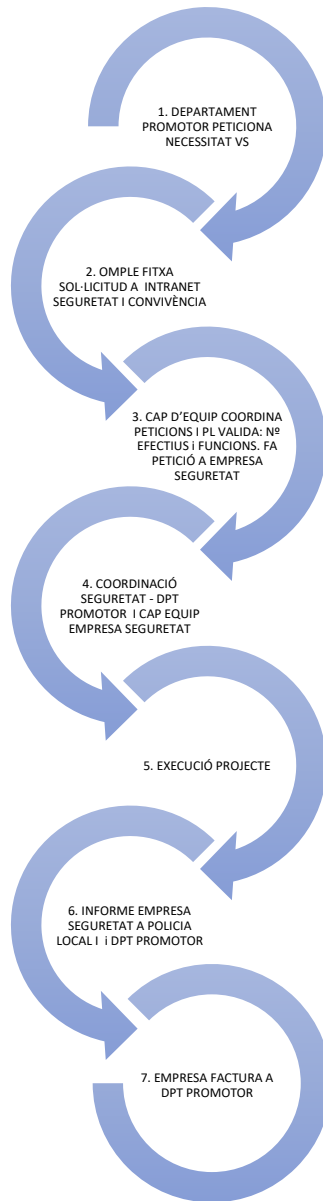 1. DEPARTAMENT
PROMOTOR PETICIONA
NECESSITAT VS
2. OMPLE FITXA
SOL·LICITUD A INTRANET
SEGURETAT I CONVIVÈNCIA
3. CAP D'EQUIP COORDINA
PETICIONS I PL VALIDA: Nº
EFECTIUS i FUNCIONS. FA
PETICIÓ A EMPRESA
SEGURETAT
4. COORDINACIÓ
SEGURETAT - DPT
PROMOTOR I CAP EQUIP
EMPRESA SEGURETAT
5. EXECUCIÓ PROJECTE
6. INFORME EMPRESA
SEGURETAT A POLICIA
LOCAL I i DPT PROMOTOR
7. EMPRESA FACTURA A
DPT PROMOTOR